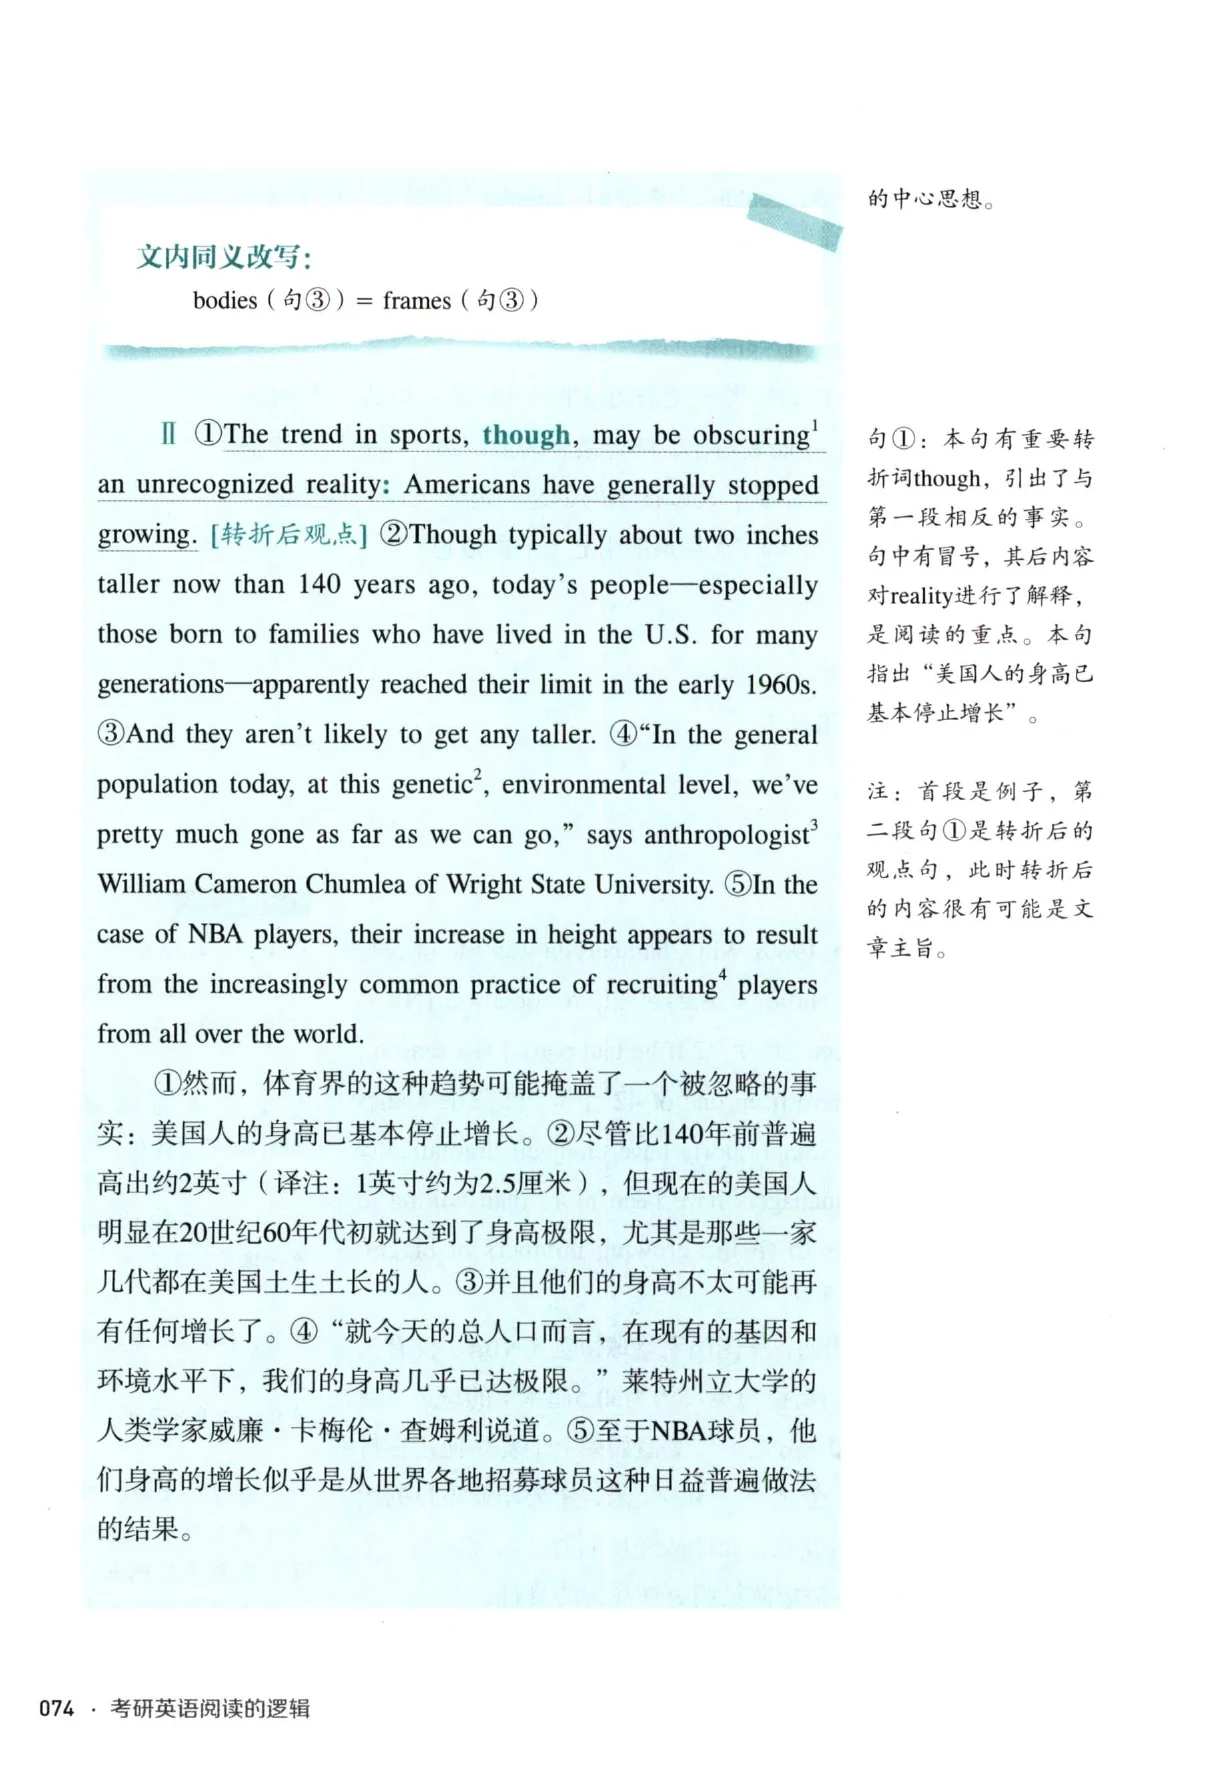 的中心思想。
文内同义改写：
bodies（句③）= frames（句③）
Ⅱ ①The trend in sports, though, may be obscuring¹
an unrecognized reality: Americans have generally stopped
growing. [转折后观点] ②Though typically about two inches
taller now than 140 years ago, today's people—especially
those born to families who have lived in the U.S. for many
generations—apparently reached their limit in the early 1960s.
③And they aren't likely to get any taller. ④“In the general
population today, at this genetic², environmental level, we've
pretty much gone as far as we can go,” says anthropologist³
William Cameron Chumlea of Wright State University. ⑤In the
case of NBA players, their increase in height appears to result
from the increasingly common practice of recruiting⁴ players
from all over the world.
①然而，体育界的这种趋势可能掩盖了一个被忽略的事
实：美国人的身高已基本停止增长。②尽管比140年前普遍
高出约2英寸（译注：1英寸约为2.5厘米），但现在的美国人
明显在20世纪60年代初就达到了身高极限，尤其是那些一家
几代都在美国土生土长的人。③并且他们的身高不太可能再
有任何增长了。④“就今天的总人口而言，在现有的基因和
环境水平下，我们的身高几乎已达极限。”莱特州立大学的
人类学家威廉·卡梅伦·查姆利说道。⑤至于NBA球员，他
们身高的增长似乎是从世界各地招募球员这种日益普遍做法
的结果。
句①：本句有重要转
折词though，引出了与
第一段相反的事实。
句中有冒号，其后内容
对reality进行了解释，
是阅读的重点。本句
指出“美国人的身高已
基本停止增长”。
注：首段是例子，第
二段句①是转折后的
观点句，此时转折后
的内容很有可能是文
章主旨。
074 · 考研英语阅读的逻辑